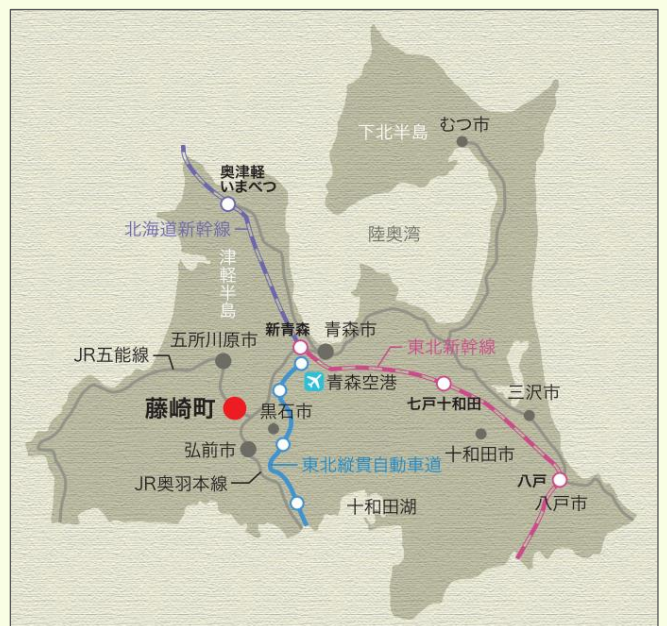 むつ市
下北半島
奥津軽
いまべつ
北海道新幹線
陸奥湾
津軽半島
新青森
青森市
五所川原市
JR五能線
東北新幹線
青森空港
七戸十和田
三沢市
藤崎町
黒石市
弘前市
十和田市
東北縦貫自動車道
JR奥羽本線
八戸
八戸市
十和田湖